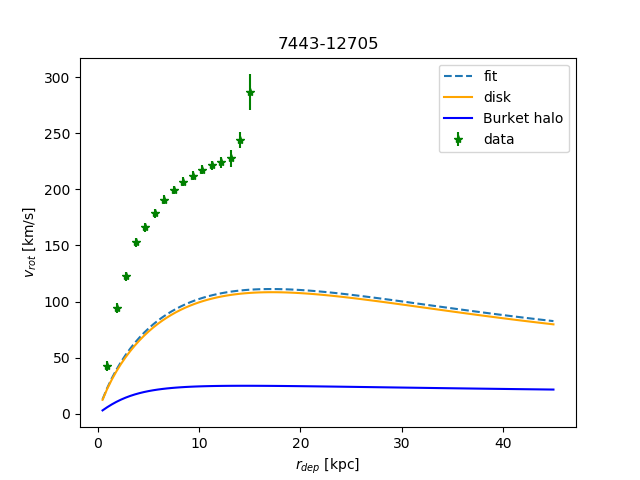 7443-12705
300
250
200
150
100
50
0
v_rot [km/s]
fit
disk
Burket halo
data
0 10 20 30 40
r_dep [kpc]